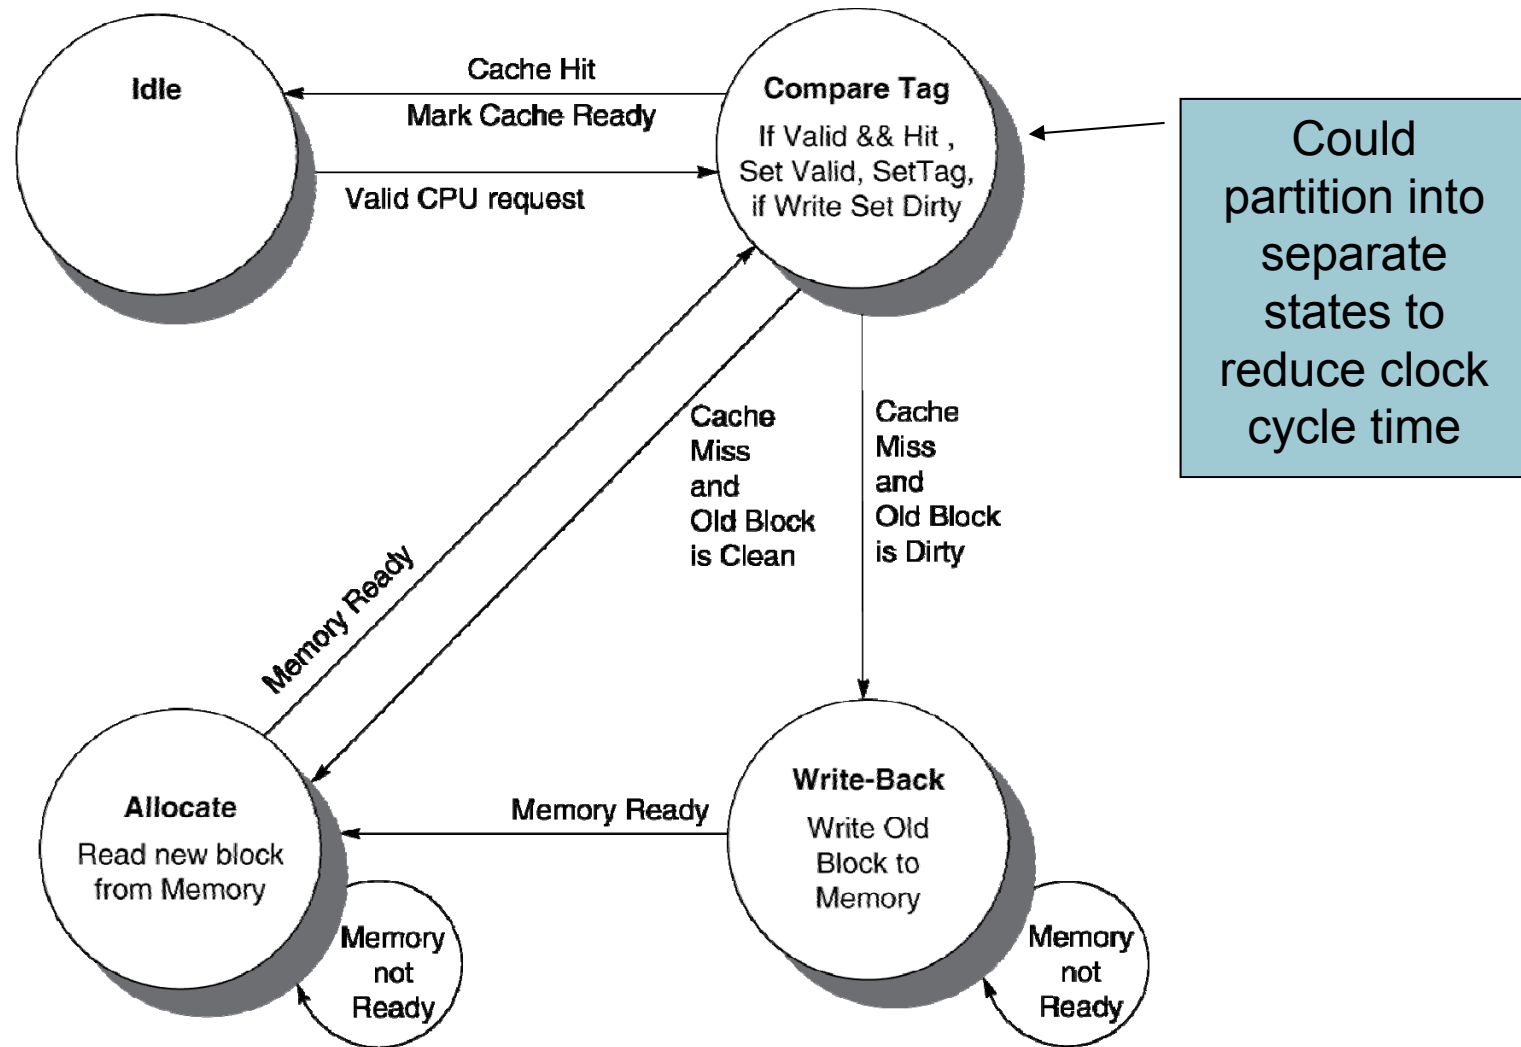 Idle
Cache Hit
Mark Cache Ready
Valid CPU request
Compare Tag
If Valid && Hit ,
Set Valid, SetTag,
if Write Set Dirty
Could
partition into
separate
states to
reduce clock
cycle time
Cache
Miss
and
Old Block
is Clean
Cache
Miss
and
Old Block
is Dirty
Memory Ready
Allocate
Read new block
from Memory
Memory
not
Ready
Memory Ready
Write-Back
Write Old
Block to
Memory
Memory
not
Ready